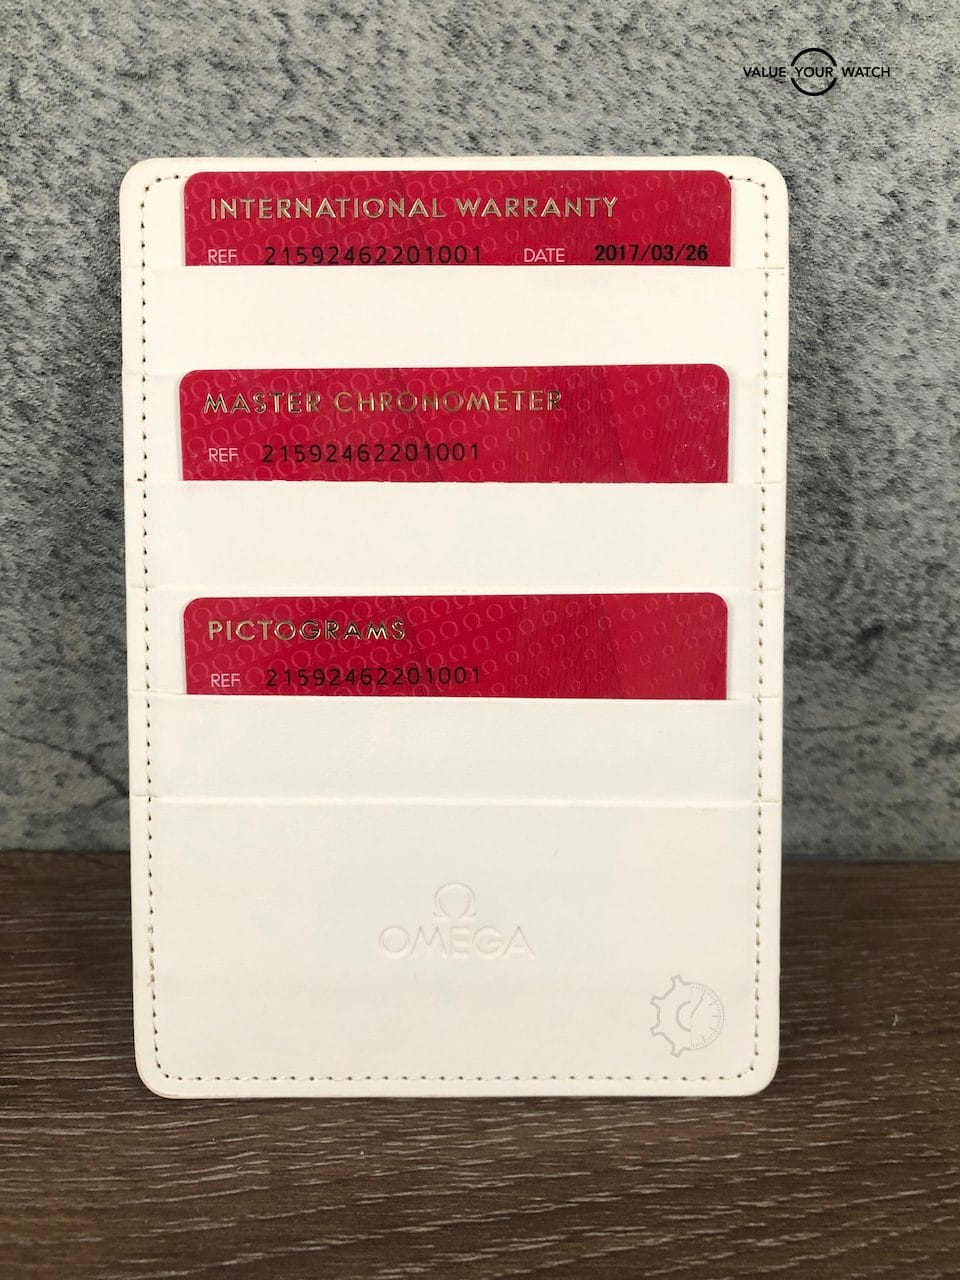 VALUE YOUR WATCH
INTERNATIONAL WARRANTY
REF 21592462201001 DATE 2017/03/26
MASTER CHRONOMETER
REF 21592462201001
PICTOGRAMS
REF 21592462201001
Ω
OMEGA